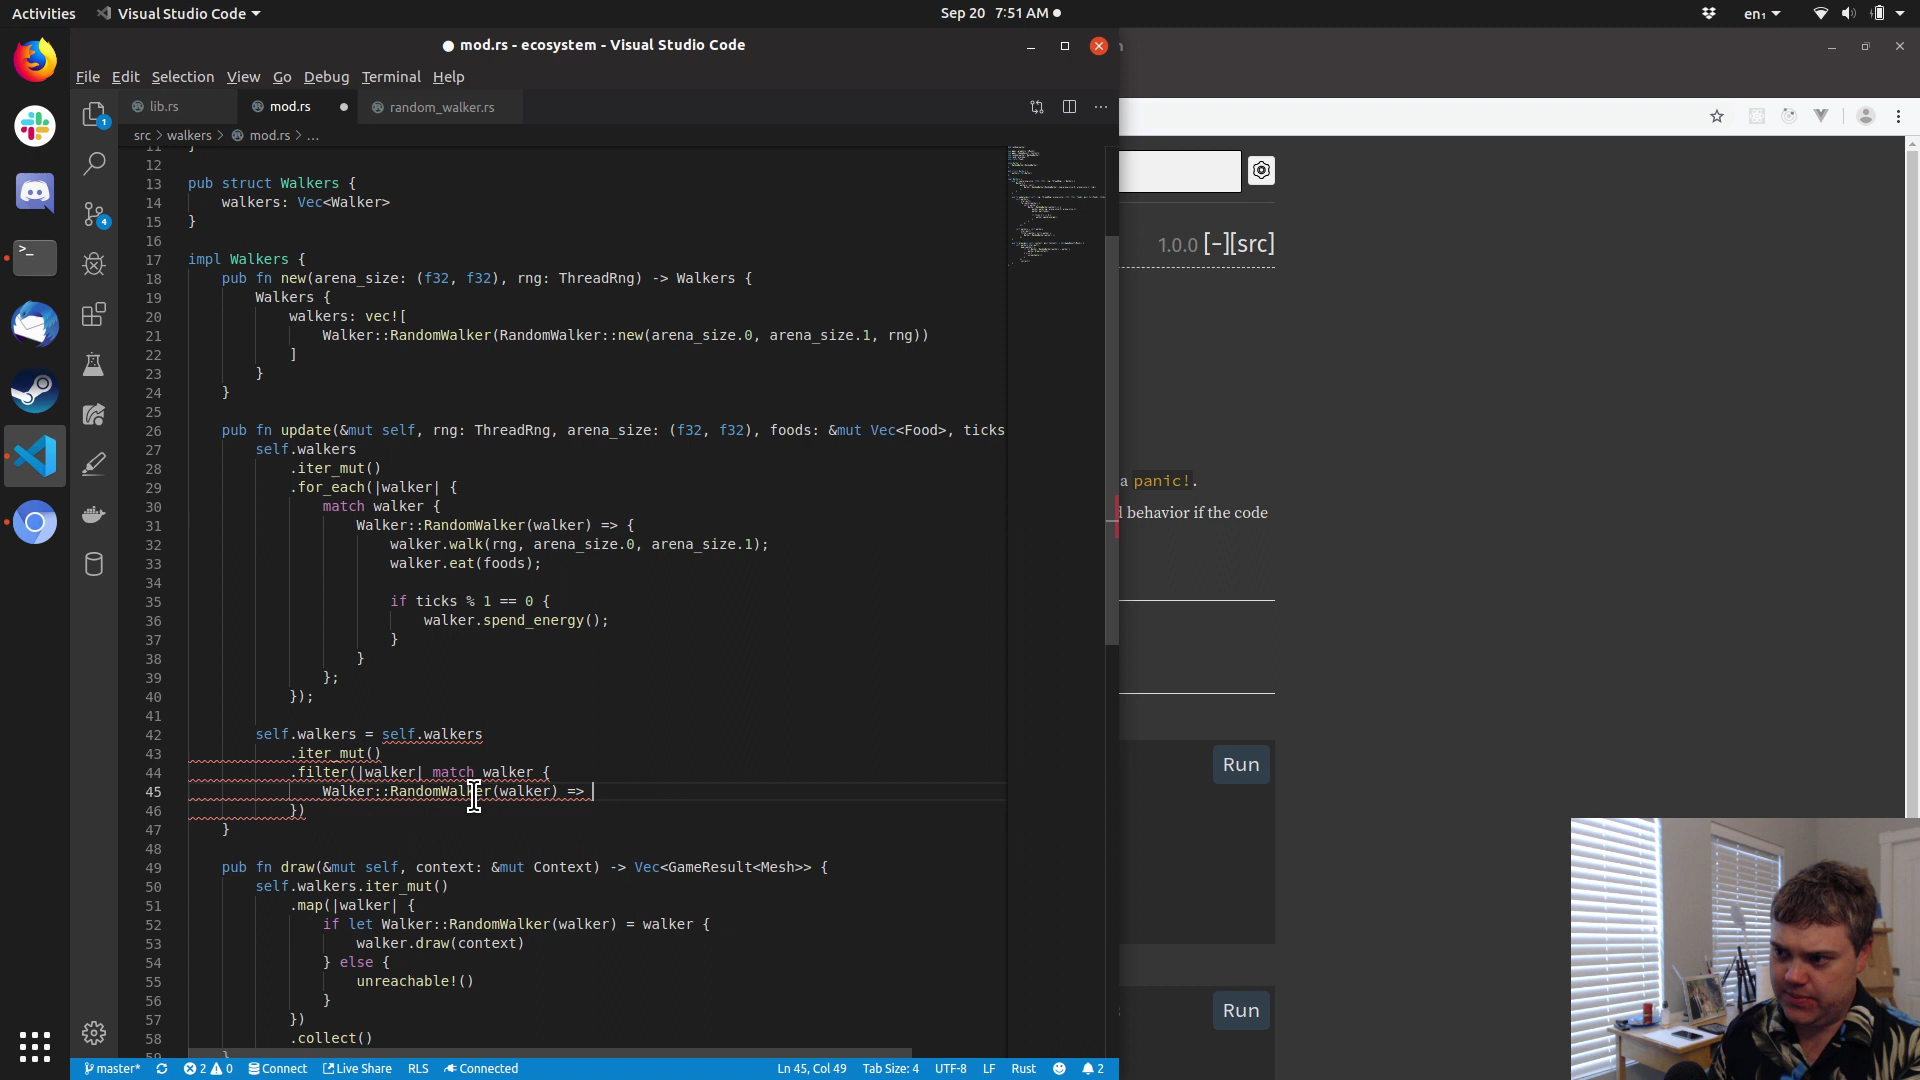 Activities
Visual Studio Code
Sep 20 7:51 AM
en₁
mod.rs - ecosystem - Visual Studio Code
File Edit Selection View Go Debug Terminal Help
lib.rs
mod.rs
random_walker.rs
src > walkers > mod.rs > ...
11 }
12
13 pub struct Walkers {
14 walkers: Vec<Walker>
15 }
16
17 impl Walkers {
18 pub fn new(arena_size: (f32, f32), rng: ThreadRng) -> Walkers {
19 Walkers {
20 walkers: vec![
21 Walker::RandomWalker(RandomWalker::new(arena_size.0, arena_size.1, rng))
22 ]
23 }
24 }
25
26 pub fn update(&mut self, rng: ThreadRng, arena_size: (f32, f32), foods: &mut Vec<Food>, ticks
27 self.walkers
28 .iter_mut()
29 .for_each(|walker| {
30 match walker {
31 Walker::RandomWalker(walker) => {
32 walker.walk(rng, arena_size.0, arena_size.1);
33 walker.eat(foods);
34
35 if ticks % 1 == 0 {
36 walker.spend_energy();
37 }
38 }
39 };
40 });
41
42 self.walkers = self.walkers
43 .iter_mut()
44 .filter(|walker| match walker {
45 Walker::RandomWalker(walker) =>
46 })
47 }
48
49 pub fn draw(&mut self, context: &mut Context) -> Vec<GameResult<Mesh>> {
50 self.walkers.iter_mut()
51 .map(|walker| {
52 if let Walker::RandomWalker(walker) = walker {
53 walker.draw(context)
54 } else {
55 unreachable!()
56 }
57 })
58 .collect()
59 }
1
4
master*
2
0
Connect
Live Share
RLS
Connected
Ln 45, Col 49
Tab Size: 4
UTF-8
LF
Rust
2
1.0.0 [-][src]
a panic!.
behavior if the code
Run
Run